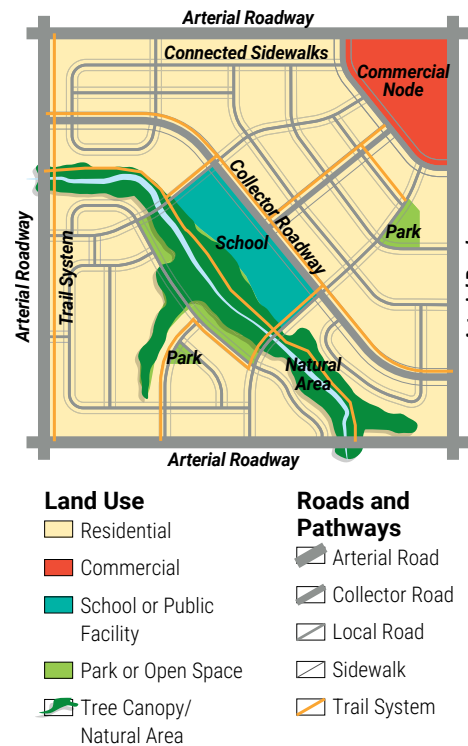 Arterial Roadway
Connected Sidewalks
Commercial
Node
Collector Roadway
School
Park
Arterial Roadway
Trail System
Park
Natural
Area
Arterial Roadway
Land Use
Residential
Commercial
School or Public
Facility
Park or Open Space
Tree Canopy/
Natural Area
Roads and
Pathways
Arterial Road
Collector Road
Local Road
Sidewalk
Trail System